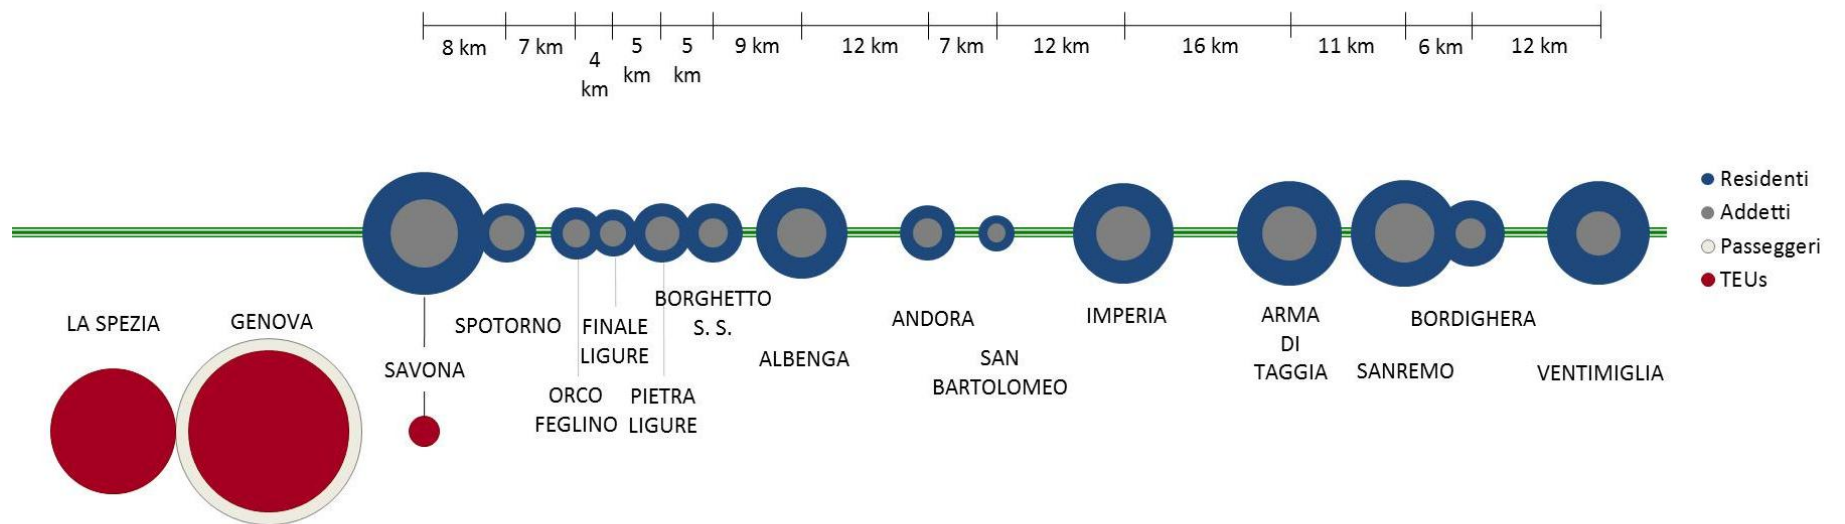 8 km
7 km
4
km
5
km
5
km
9 km
12 km
7 km
12 km
16 km
11 km
6 km
12 km
Residenti
Addetti
Passeggeri
TEUs
LA SPEZIA
GENOVA
SAVONA
SPOTORNO
ORCO
FEGLINO
FINALE
LIGURE
PIETRA
LIGURE
BORGHETTO
S. S.
ALBENGA
ANDORA
SAN
BARTOLOMEO
IMPERIA
ARMA
DI
TAGGIA
SANREMO
BORDIGHERA
VENTIMIGLIA